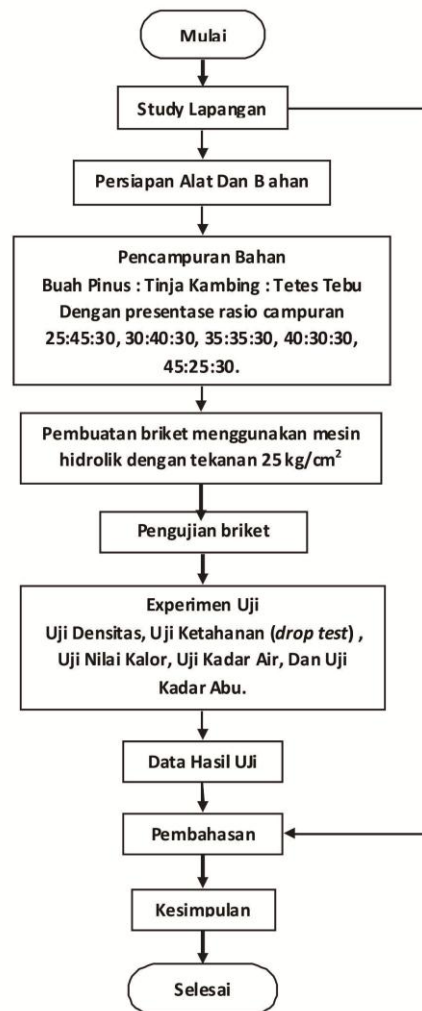 Mulai
Study Lapangan
Persiapan Alat Dan Bahan
Pencampuran Bahan
Buah Pinus : Tinja Kambing : Tetes Tebu
Dengan presentase rasio campuran
25:45:30, 30:40:30, 35:35:30, 40:30:30,
45:25:30.
Pembuatan briket menggunakan mesin
hidrolik dengan tekanan 25 kg/cm²
Pengujian briket
Experimen Uji
Uji Densitas, Uji Ketahanan (drop test) ,
Uji Nilai Kalor, Uji Kadar Air, Dan Uji
Kadar Abu.
Data Hasil UJi
Pembahasan
Kesimpulan
Selesai